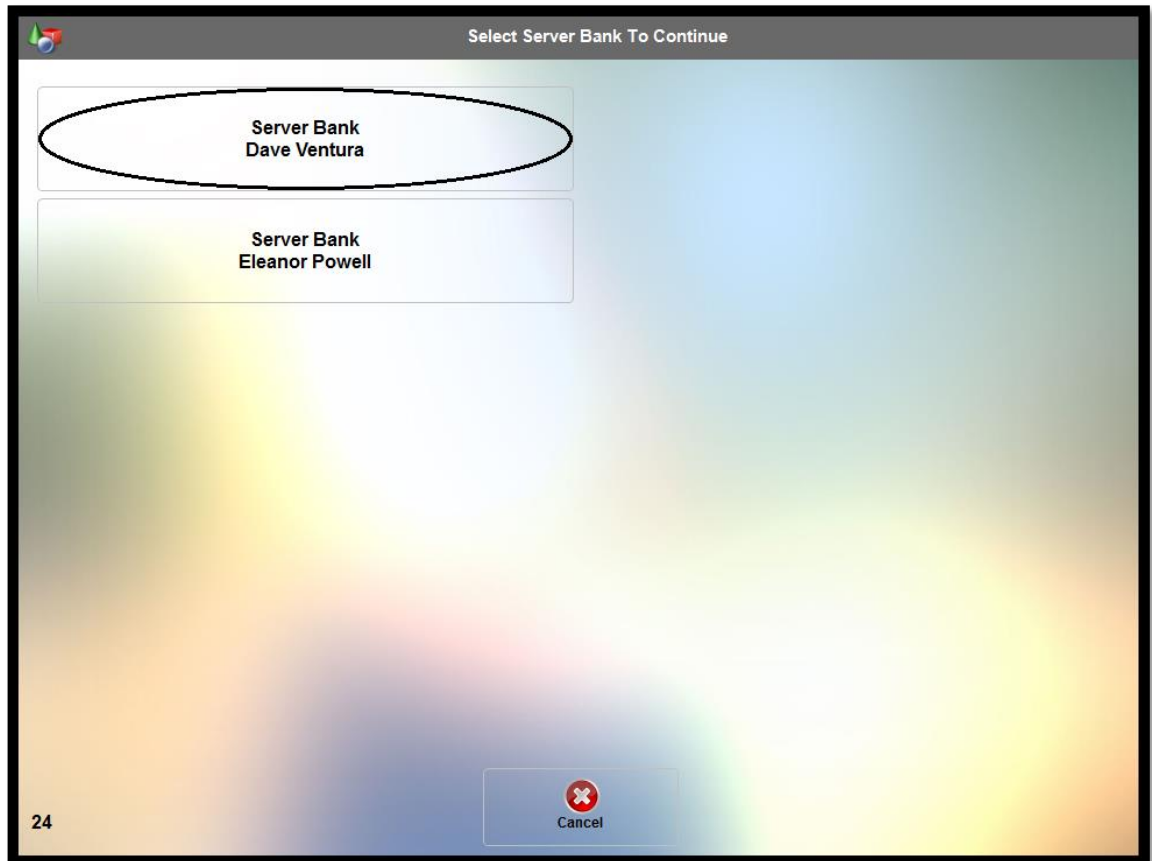 Select Server Bank To Continue
Server Bank
Dave Ventura
Server Bank
Eleanor Powell
Cancel
24